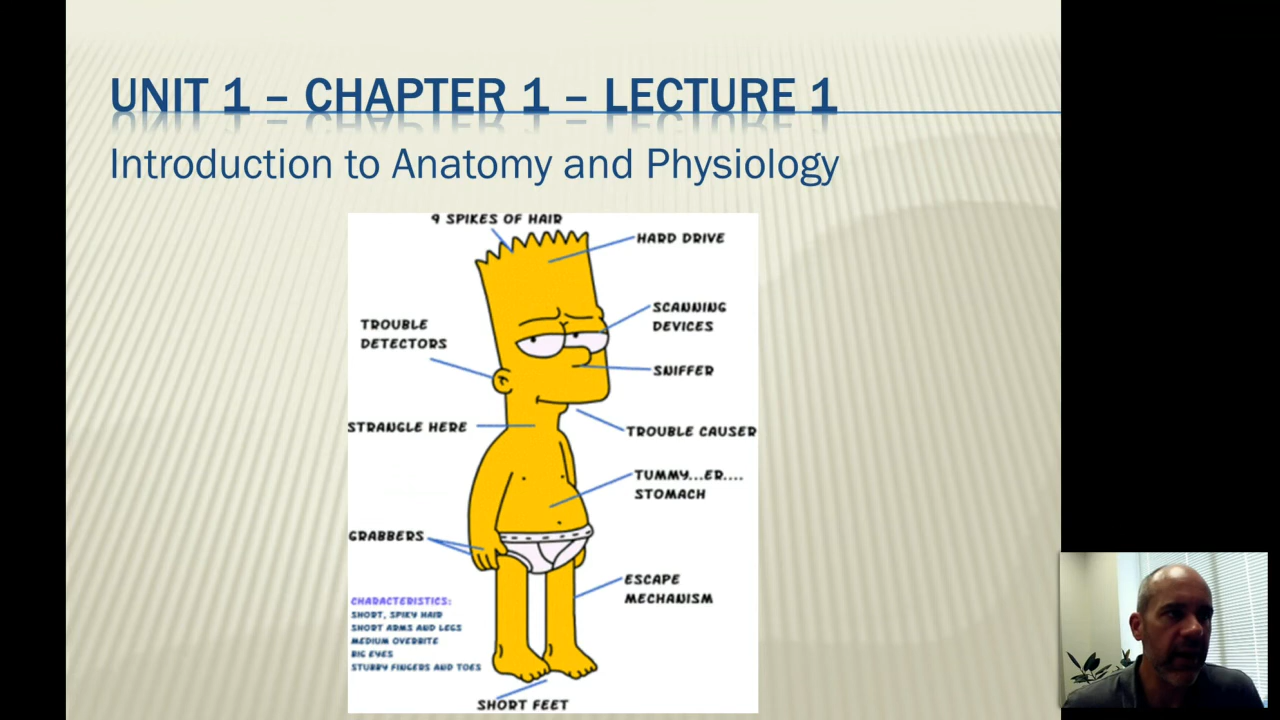 UNIT 1 – CHAPTER 1 – LECTURE 1
Introduction to Anatomy and Physiology
9 SPIKES OF HAIR
HARD DRIVE
SCANNING
DEVICES
TROUBLE
DETECTORS
SNIFFER
STRANGLE HERE
TROUBLE CAUSER
TUMMY...ER....
STOMACH
GRABBERS
ESCAPE
MECHANISM
CHARACTERISTICS:
SHORT, SPIKY HAIR
SHORT ARMS AND LEGS
MEDIUM OVERBITE
BIG EYES
STUBBY FINGERS AND TOES
SHORT FEET